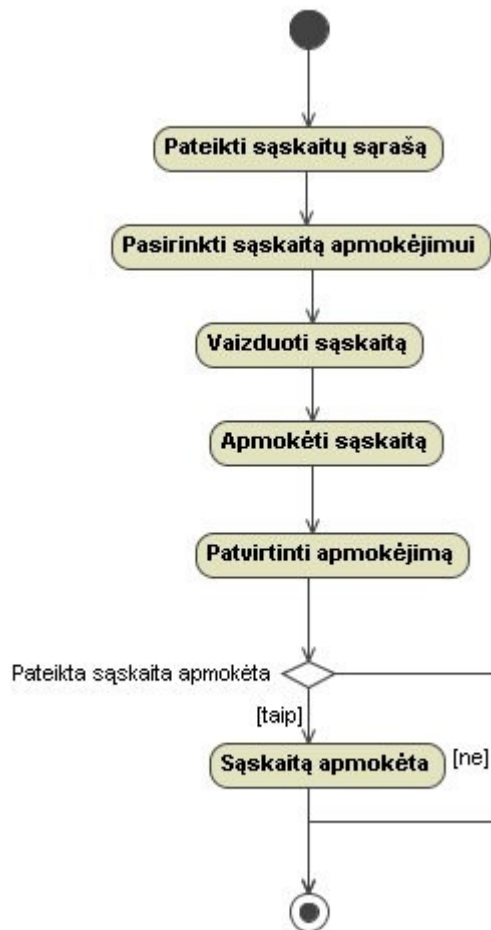 Pateikti sąskaitų sąrašą
Pasirinkti sąskaitą apmokėjimui
Vaizduoti sąskaitą
Apmokėti sąskaitą
Patvirtinti apmokėjimą
Pateikta sąskaita apmokėta
[taip]
Sąskaitą apmokėta
[ne]